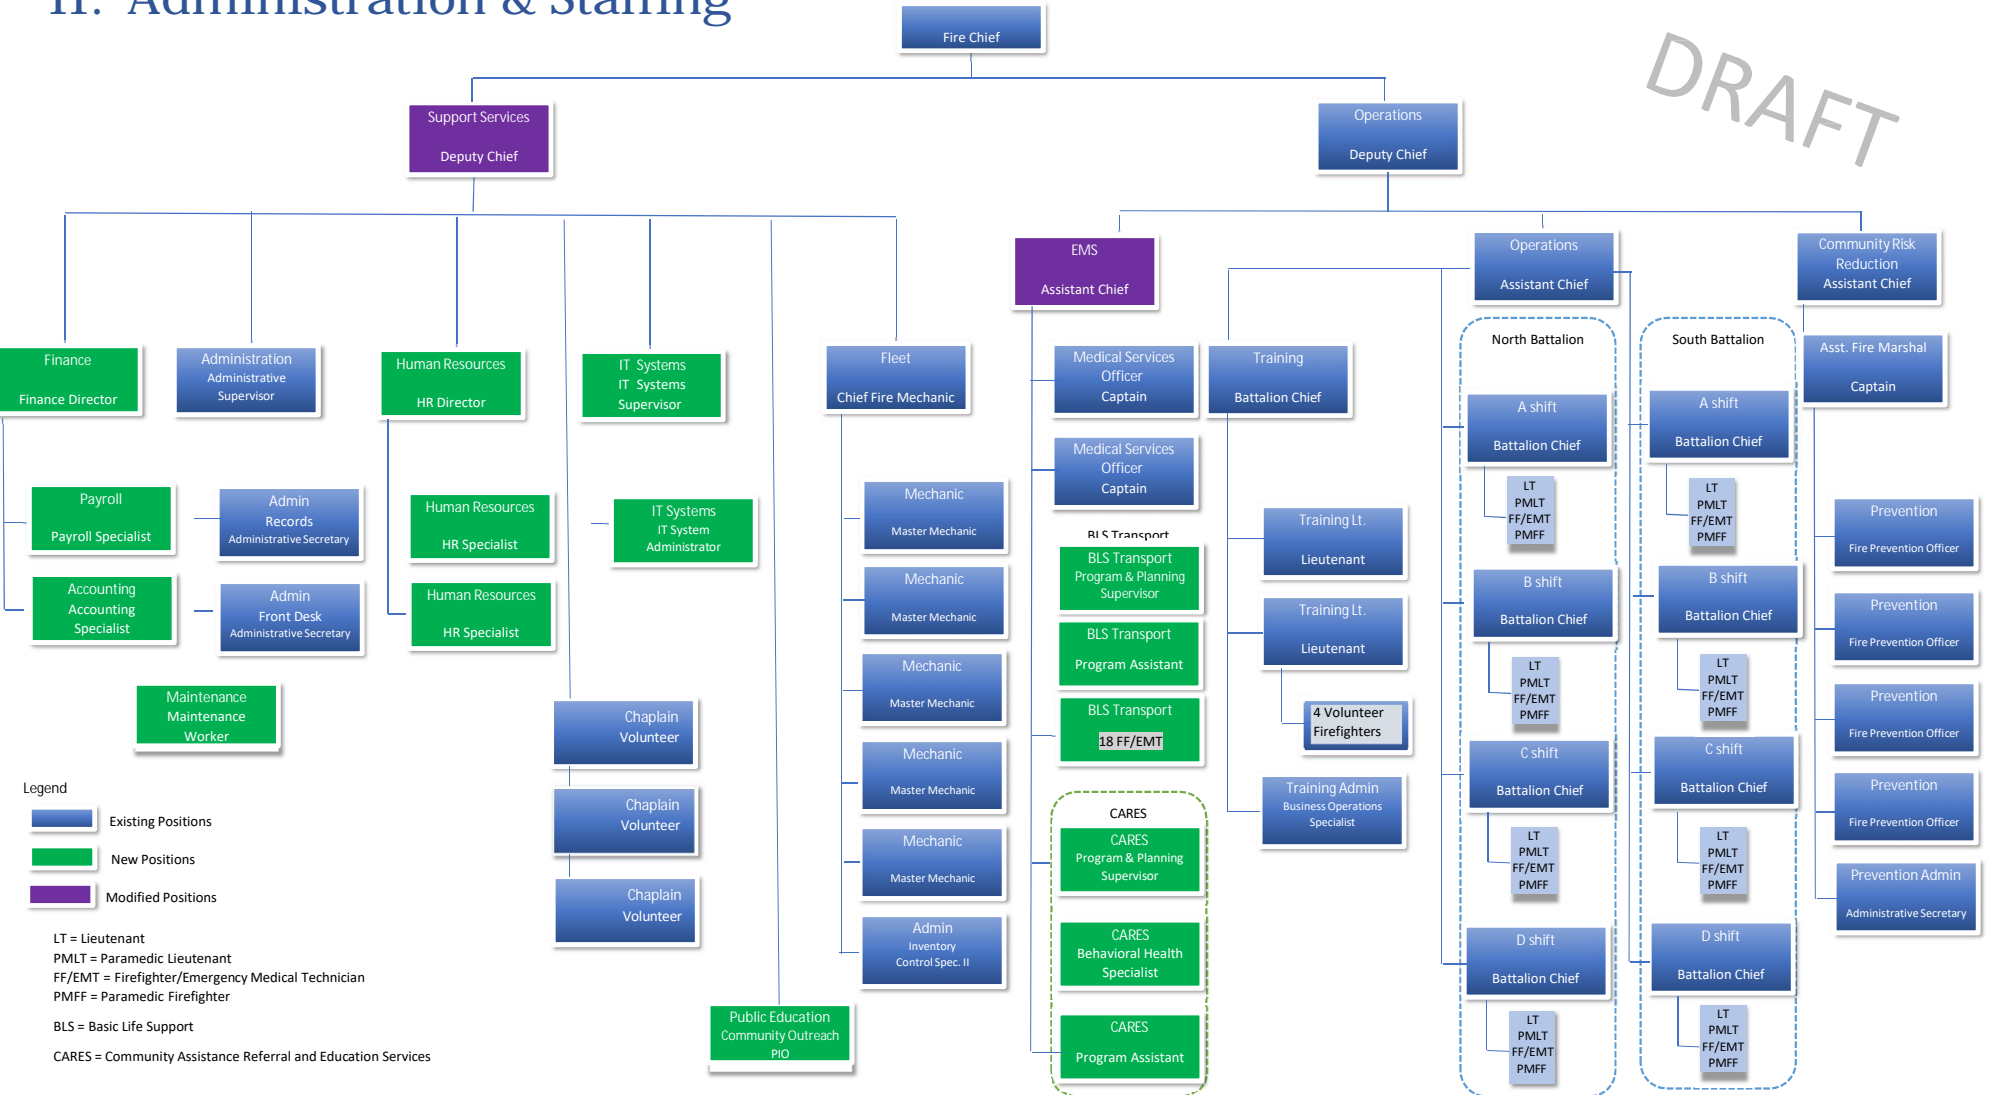 II. Administration & Staffing
DRAFT
Fire Chief
Support Services
Deputy Chief
Operations
Deputy Chief
Finance
Finance Director
Administration
Administrative
Supervisor
Human Resources
HR Director
IT Systems
IT Systems
Supervisor
Fleet
Chief Fire Mechanic
Payroll
Payroll Specialist
Accounting
Accounting
Specialist
Admin
Records
Administrative Secretary
Admin
Front Desk
Administrative Secretary
Maintenance
Maintenance
Worker
Human Resources
HR Specialist
Human Resources
HR Specialist
IT Systems
IT System
Administrator
Chaplain
Volunteer
Chaplain
Volunteer
Chaplain
Volunteer
Public Education
Community Outreach
PIO
Mechanic
Master Mechanic
Mechanic
Master Mechanic
Mechanic
Master Mechanic
Mechanic
Master Mechanic
Mechanic
Master Mechanic
Admin
Inventory
Control Spec. II
EMS
Assistant Chief
Medical Services
Officer
Captain
Medical Services
Officer
Captain
BLS Transport
BLS Transport
Program & Planning
Supervisor
BLS Transport
Program Assistant
BLS Transport
18 FF/EMT
CARES
CARES
Program & Planning
Supervisor
CARES
Behavioral Health
Specialist
CARES
Program Assistant
Operations
Assistant Chief
Training
Battalion Chief
Training Lt.
Lieutenant
Training Lt.
Lieutenant
4 Volunteer
Firefighters
Training Admin
Business Operations
Specialist
North Battalion
A shift
Battalion Chief
LT
PMLT
FF/EMT
PMFF
B shift
Battalion Chief
LT
PMLT
FF/EMT
PMFF
C shift
Battalion Chief
LT
PMLT
FF/EMT
PMFF
D shift
Battalion Chief
LT
PMLT
FF/EMT
PMFF
South Battalion
A shift
Battalion Chief
LT
PMLT
FF/EMT
PMFF
B shift
Battalion Chief
LT
PMLT
FF/EMT
PMFF
C shift
Battalion Chief
LT
PMLT
FF/EMT
PMFF
D shift
Battalion Chief
LT
PMLT
FF/EMT
PMFF
Community Risk
Reduction
Assistant Chief
Asst. Fire Marshal
Captain
Prevention
Fire Prevention Officer
Prevention
Fire Prevention Officer
Prevention
Fire Prevention Officer
Prevention
Fire Prevention Officer
Prevention Admin
Administrative Secretary
Legend
Existing Positions
New Positions
Modified Positions
LT = Lieutenant
PMLT = Paramedic Lieutenant
FF/EMT = Firefighter/Emergency Medical Technician
PMFF = Paramedic Firefighter
BLS = Basic Life Support
CARES = Community Assistance Referral and Education Services